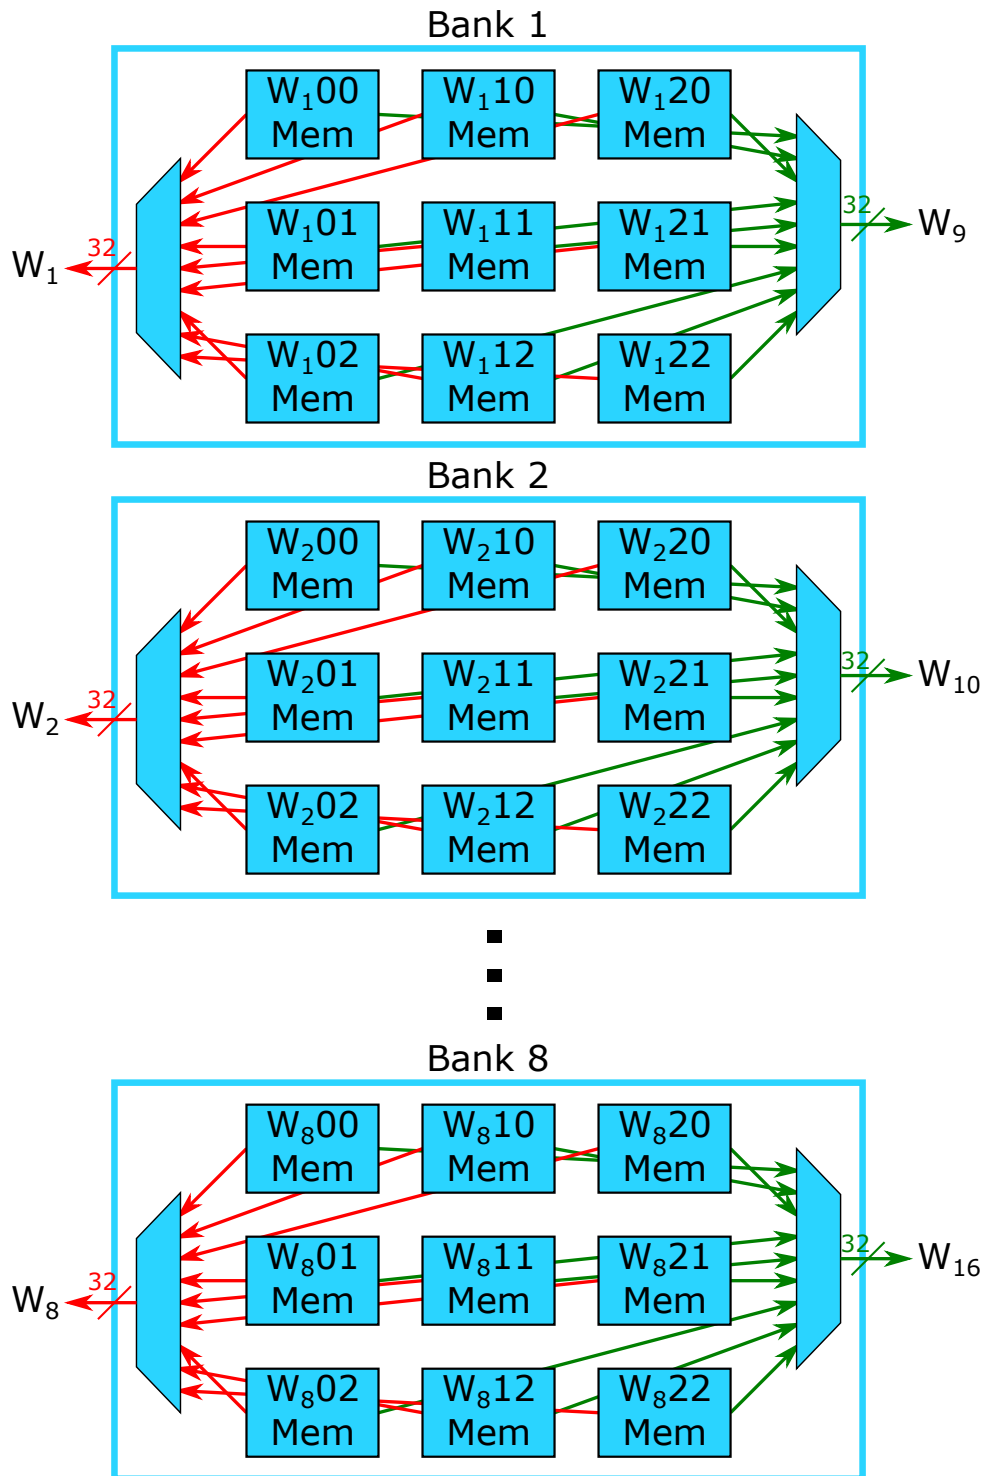 Bank 1
W₁00 Mem
W₁10 Mem
W₁20 Mem
32
W₉
W₁01 Mem
W₁11 Mem
W₁21 Mem
32
W₁
W₁02 Mem
W₁12 Mem
W₁22 Mem
Bank 2
W₂00 Mem
W₂10 Mem
W₂20 Mem
32
W₁₀
W₂01 Mem
W₂11 Mem
W₂21 Mem
32
W₂
W₂02 Mem
W₂12 Mem
W₂22 Mem
Bank 8
W₈00 Mem
W₈10 Mem
W₈20 Mem
32
W₁₆
W₈01 Mem
W₈11 Mem
W₈21 Mem
32
W₈
W₈02 Mem
W₈12 Mem
W₈22 Mem